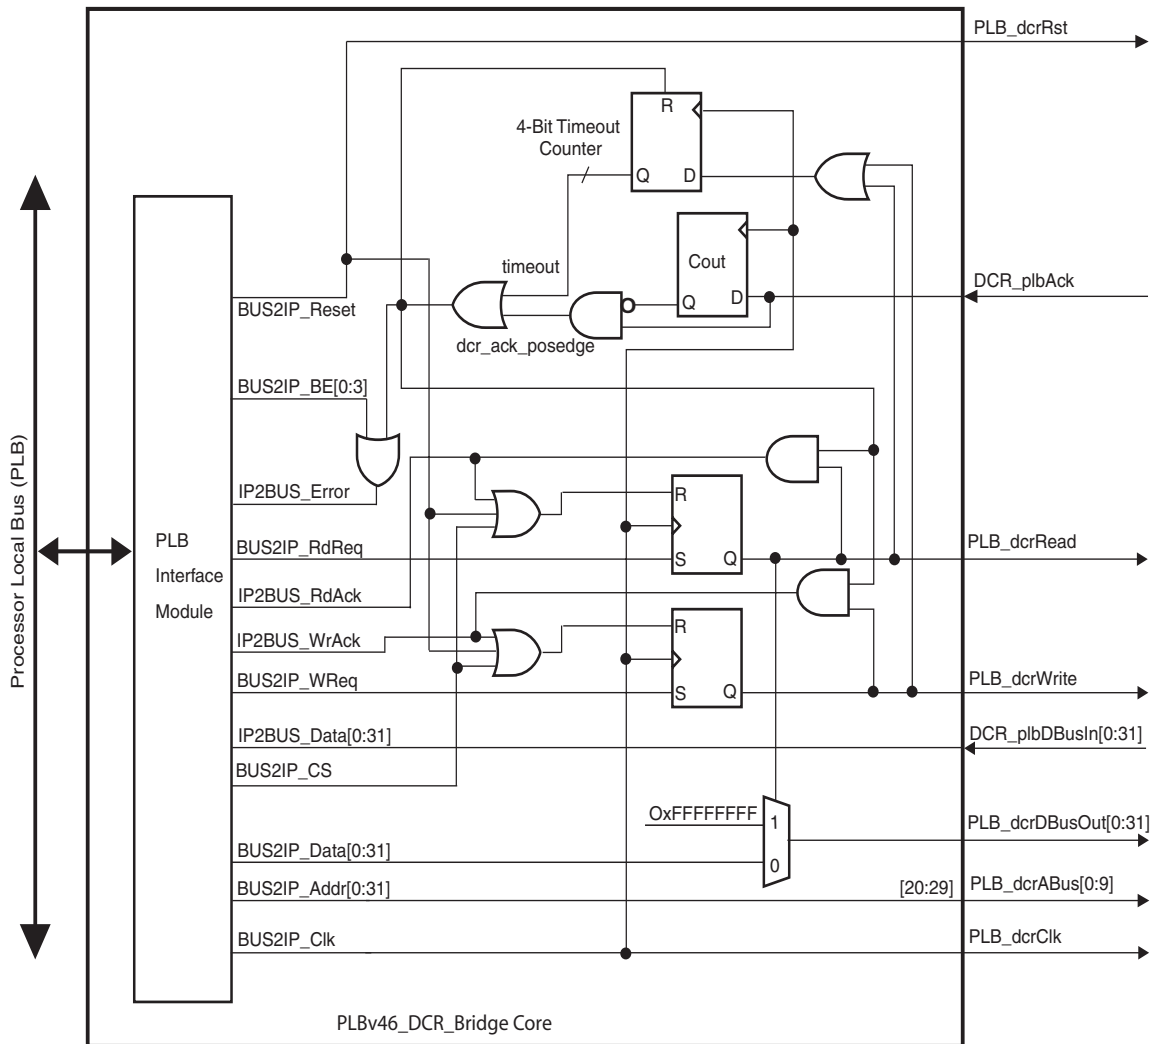 PLB_dcrRst
R
4-Bit Timeout
Counter
Q
D
Cout
timeout
Q
D
DCR_plbAck
BUS2IP_Reset
dcr_ack_posedge
BUS2IP_BE[0:3]
Processor Local Bus (PLB)
IP2BUS_Error
R
PLB
Interface
Module
BUS2IP_RdReq
S
Q
PLB_dcrRead
IP2BUS_RdAck
IP2BUS_WrAck
R
BUS2IP_WReq
S
Q
PLB_dcrWrite
IP2BUS_Data[0:31]
DCR_plbDBusIn[0:31]
BUS2IP_CS
OxFFFFFFFF
1
PLB_dcrDBusOut[0:31]
BUS2IP_Data[0:31]
0
BUS2IP_Addr[0:31]
[20:29]
PLB_dcrABus[0:9]
BUS2IP_Clk
PLB_dcrClk
PLBv46_DCR_Bridge Core